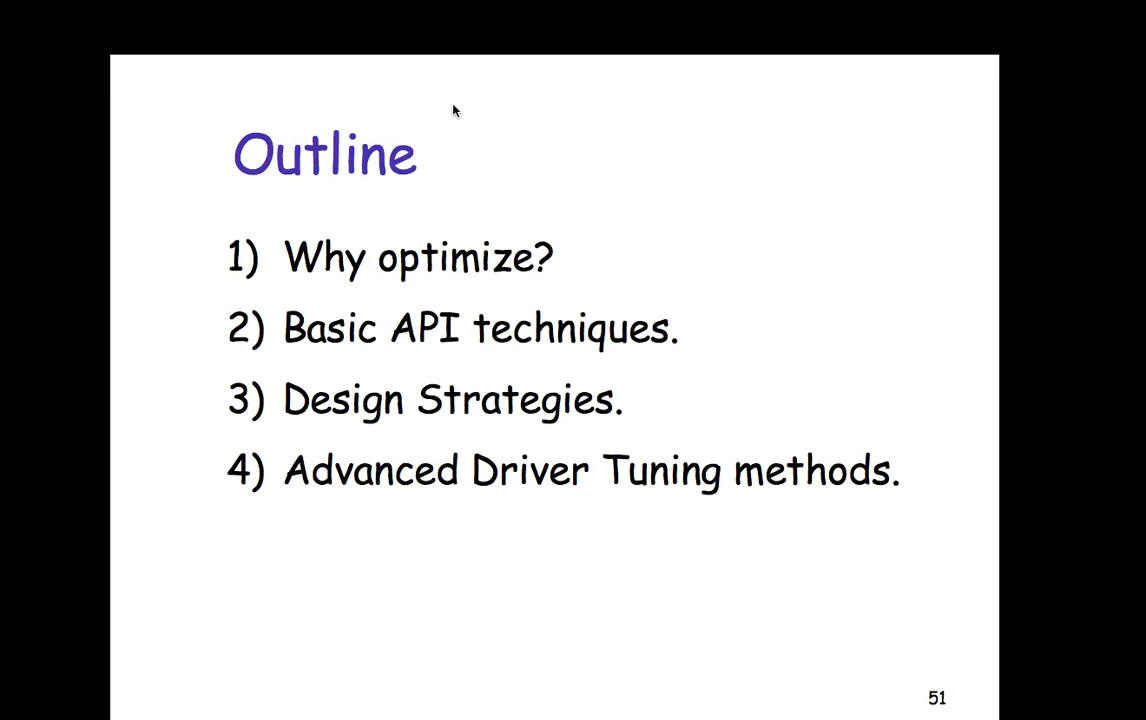 Outline
1) Why optimize?
2) Basic API techniques.
3) Design Strategies.
4) Advanced Driver Tuning methods.
51